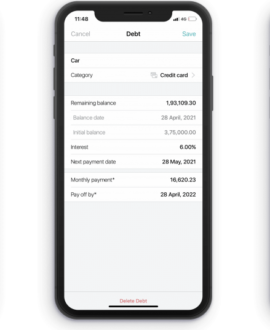 11:48
4G
Cancel Debt Save
Car
Category Credit card
Remaining balance 1,93,109.30
Balance date 28 April, 2021
Initial balance 3,75,000.00
Interest 6.00%
Next payment date 28 May, 2021
Monthly payment* 16,620.23
Pay off by* 28 April, 2022
Delete Debt